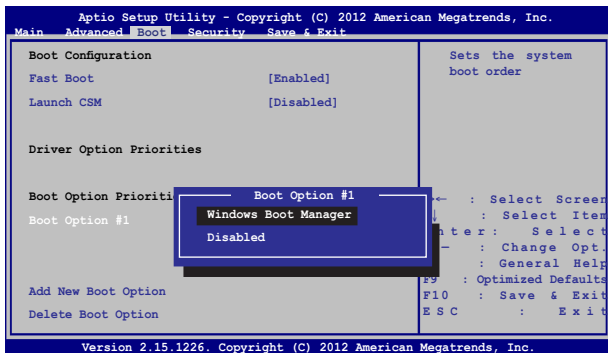 Aptio Setup Utility - Copyright (C) 2012 American Megatrends, Inc.
Main Advanced Boot Security Save & Exit
Boot Configuration
Fast Boot [Enabled]
Launch CSM [Disabled]
Driver Option Priorities
Boot Option Prioriti
Boot Option #1
Add New Boot Option
Delete Boot Option
Boot Option #1
Windows Boot Manager
Disabled
Sets the system
boot order
←  : Select Screen
↓  : Select Item
nter: Select
—  : Change Opt.
: General Help
F9 : Optimized Defaults
F10 : Save & Exit
ESC : Exit
Version 2.15.1226. Copyright (C) 2012 American Megatrends, Inc.